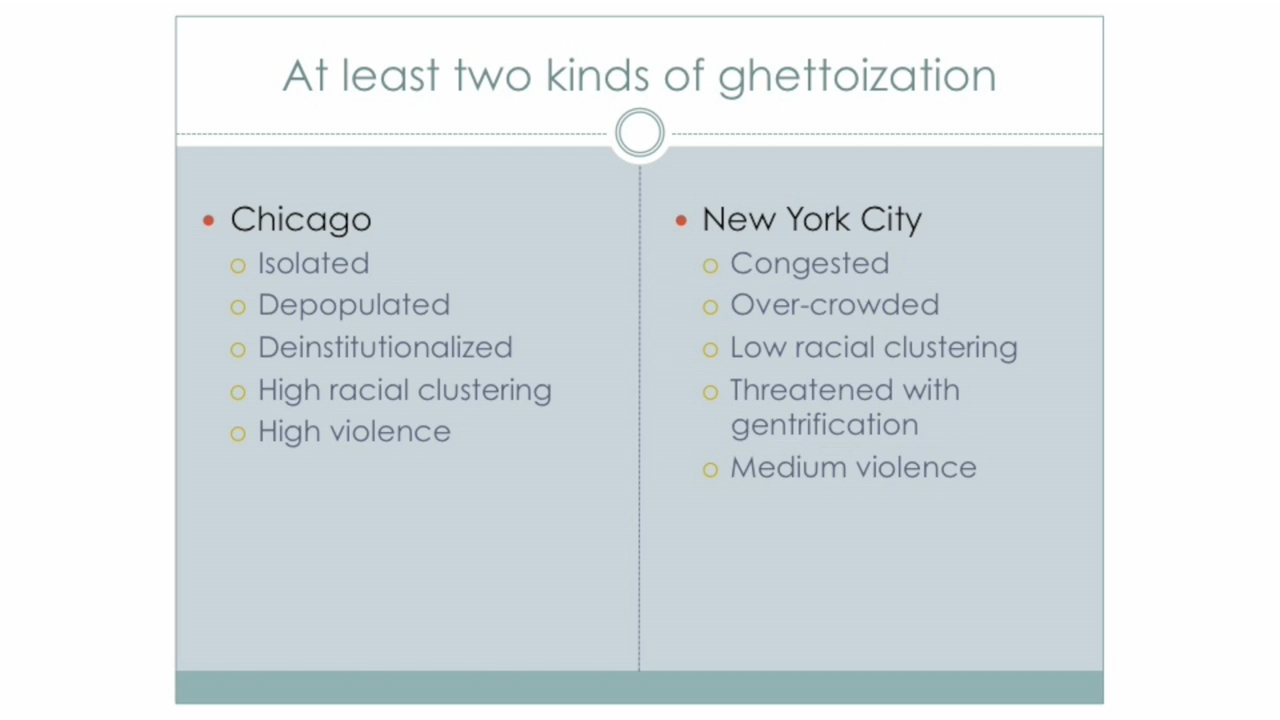 At least two kinds of ghettoization
• Chicago
o Isolated
o Depopulated
o Deinstitutionalized
o High racial clustering
o High violence
• New York City
o Congested
o Over-crowded
o Low racial clustering
o Threatened with
gentrification
o Medium violence